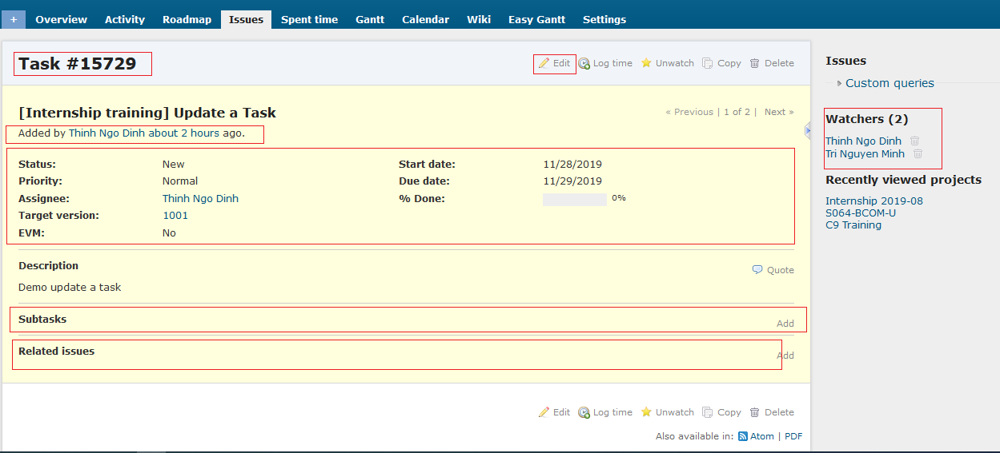 + Overview Activity Roadmap Issues Spent time Gantt Calendar Wiki Easy Gantt Settings
Task #15729
Edit Log time Unwatch Copy Delete
[Internship training] Update a Task
« Previous | 1 of 2 | Next »
Added by Thinh Ngo Dinh about 2 hours ago.
Status: New Start date: 11/28/2019
Priority: Normal Due date: 11/29/2019
Assignee: Thinh Ngo Dinh % Done: 0%
Target version: 1001
EVM: No
Description
Quote
Demo update a task
Subtasks
Add
Related issues
Add
Edit Log time Unwatch Copy Delete
Also available in: Atom | PDF
Issues
Custom queries
Watchers (2)
Thinh Ngo Dinh
Tri Nguyen Minh
Recently viewed projects
Internship 2019-08
S064-BCOM-U
C9 Training